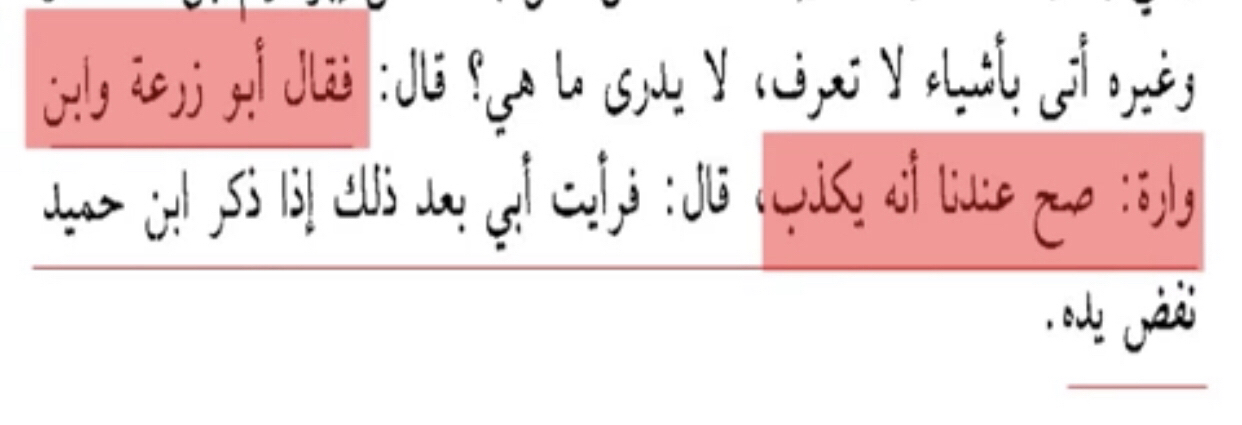 وغيره أتى بأشياء لا تعرف، لا يدرى ما هي؟ قال: فقال أبو زرعة وابن
وارة: صح عندنا أنه يكذب، قال: فرأيت أبي بعد ذلك إذا ذكر ابن حميد
نفض يده.